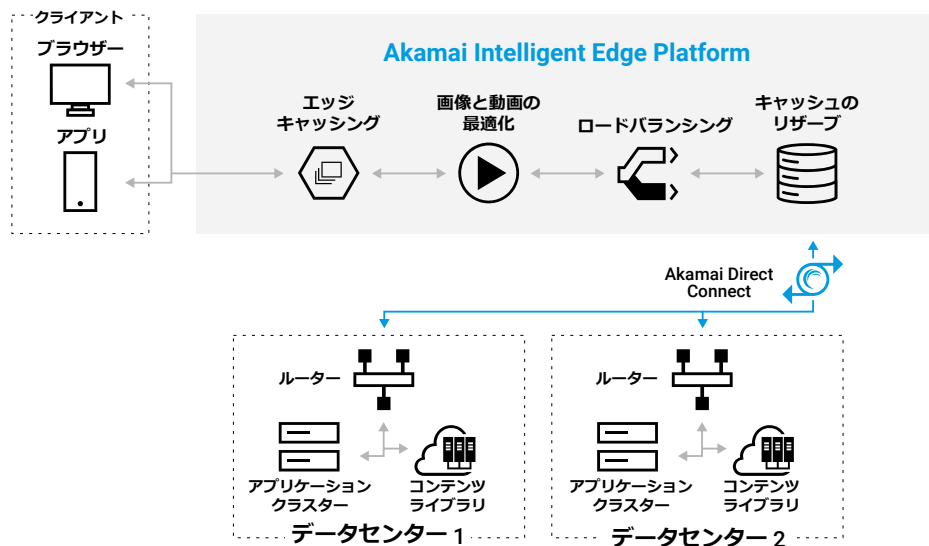 クライアント
ブラウザー
アプリ
Akamai Intelligent Edge Platform
エッジ
キャッシング
画像と動画の
最適化
ロードバランシング
キャッシュの
リザーブ
Akamai Direct
Connect
ルーター
アプリケーション
クラスター
コンテンツ
ライブラリ
データセンター 1
ルーター
アプリケーション
クラスター
コンテンツ
ライブラリ
データセンター 2